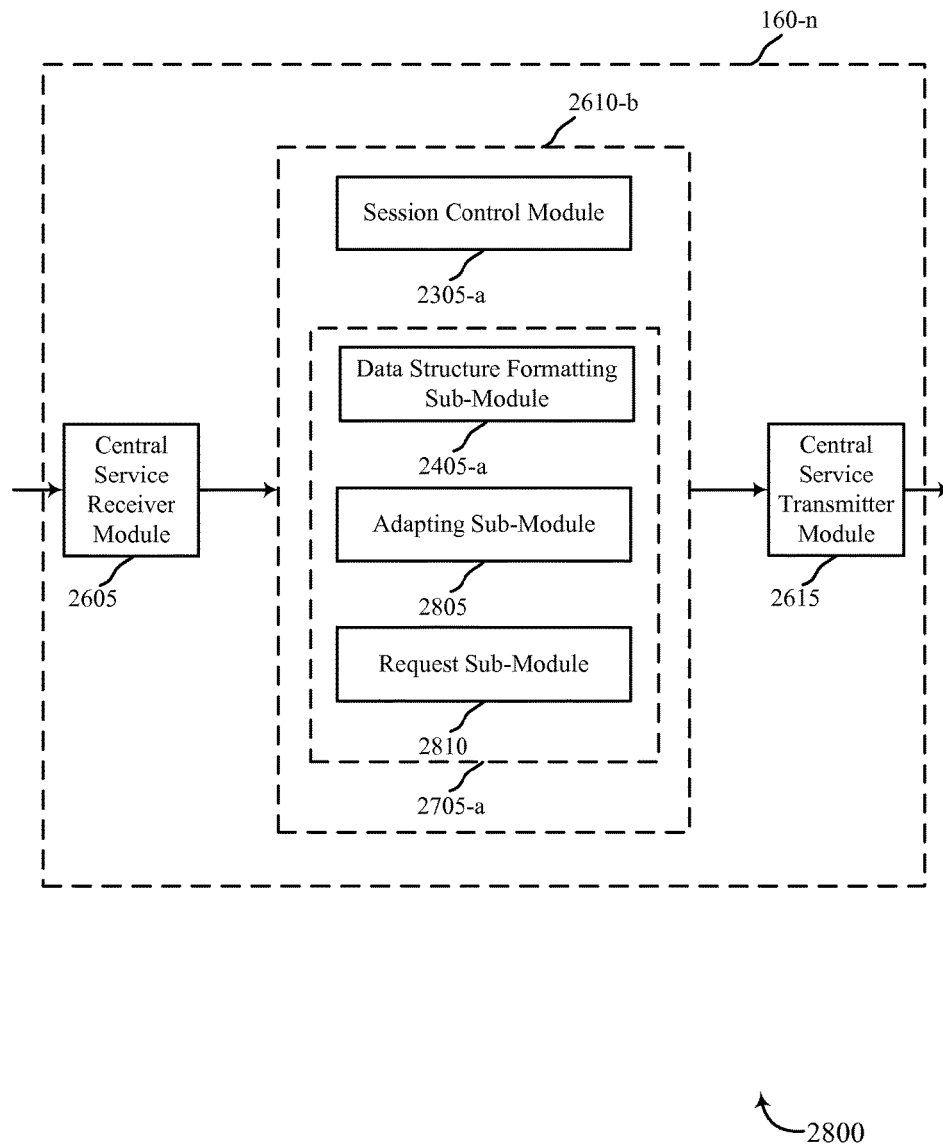 160-n
2610-b
Session Control Module
2305-a
Data Structure Formatting
Sub-Module
2405-a
Central
Service
Receiver
Module
2605
Adapting Sub-Module
2805
Central
Service
Transmitter
Module
2615
Request Sub-Module
2810
2705-a
2800